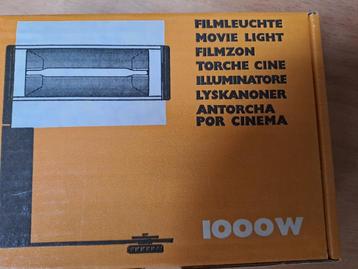 FILMLEUCHTE
MOVIE LIGHT
FILMZON
TORCHE CINE
ILLUMINATORE
LYSKANONER
ANTORCHA
POR CINEMA
1000W